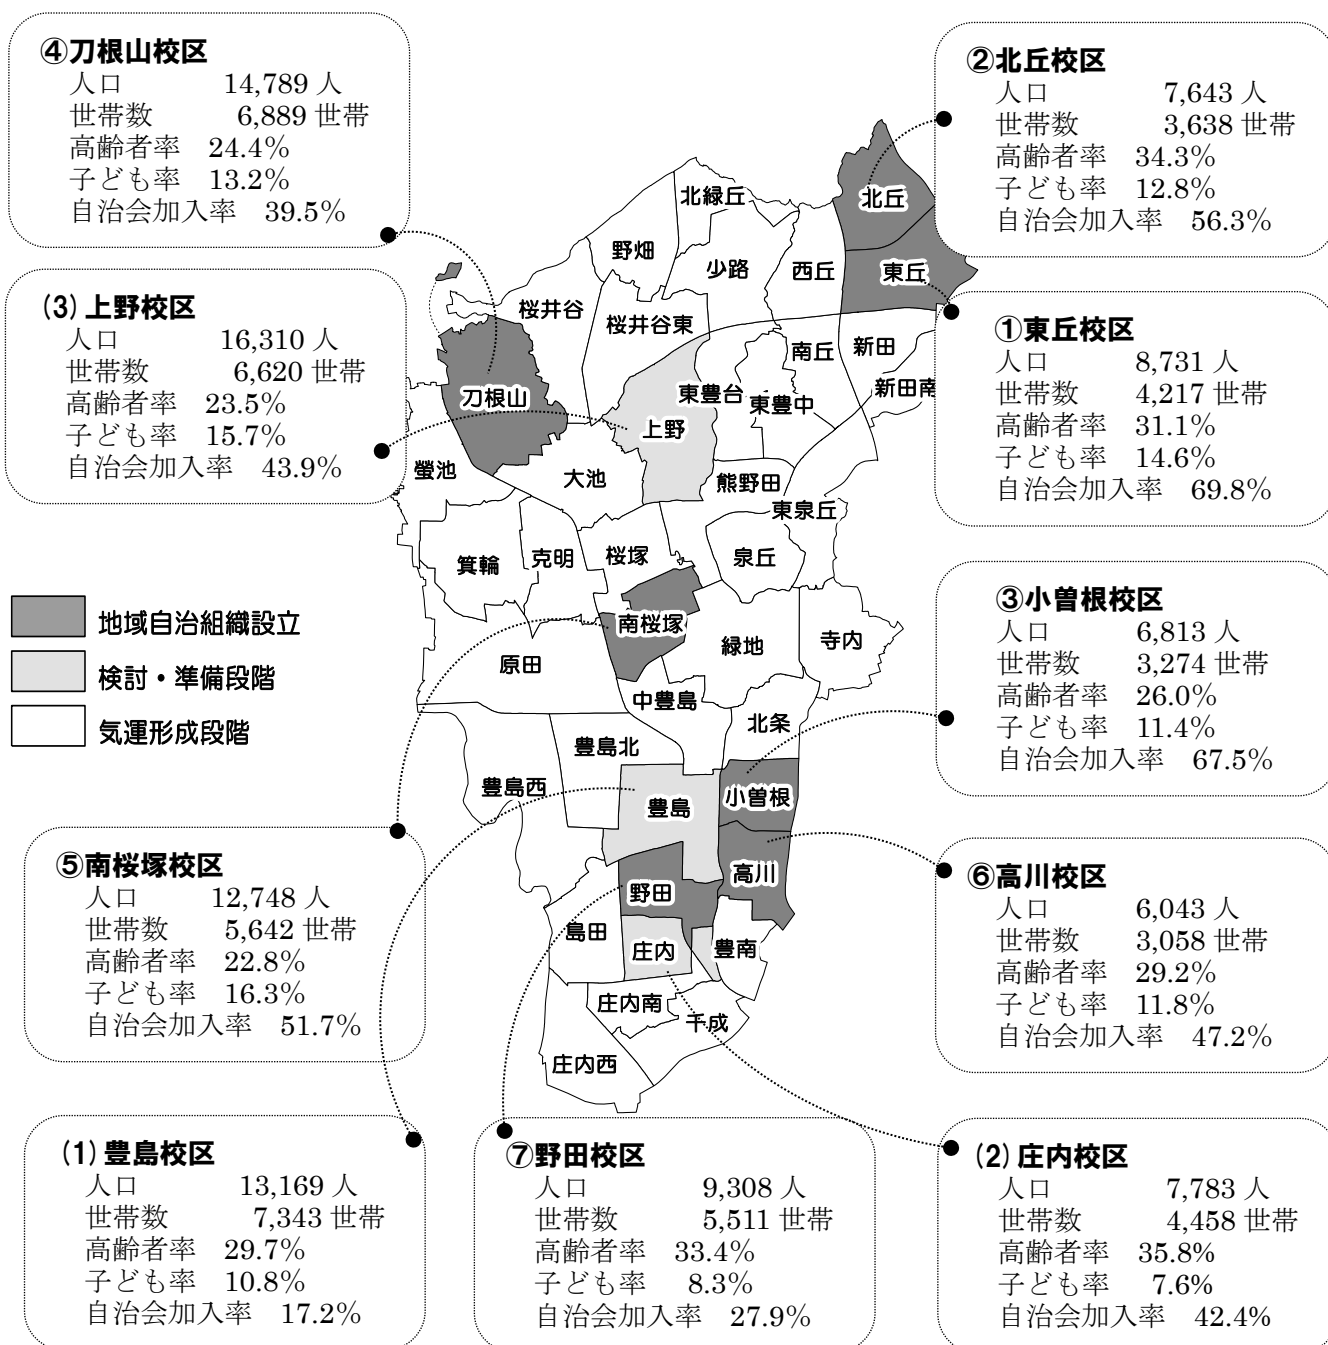 ④刀根山校区
人口 14,789 人
世帯数 6,889 世帯
高齢者率 24.4%
子ども率 13.2%
自治会加入率 39.5%
②北丘校区
人口 7,643 人
世帯数 3,638 世帯
高齢者率 34.3%
子ども率 12.8%
自治会加入率 56.3%
(3)上野校区
人口 16,310 人
世帯数 6,620 世帯
高齢者率 23.5%
子ども率 15.7%
自治会加入率 43.9%
①東丘校区
人口 8,731 人
世帯数 4,217 世帯
高齢者率 31.1%
子ども率 14.6%
自治会加入率 69.8%
北丘
北緑丘
野畑
少路
西丘
東丘
桜井谷
桜井谷東
南丘
新田
新田南
刀根山
東豊台
東豊中
上野
螢池
大池
熊野田
東泉丘
箕輪
克明
桜塚
泉丘
南桜塚
緑地
寺内
原田
中豊島
北条
豊島北
豊島西
豊島
小曽根
高川
野田
島田
庄内
豊南
庄内南
千成
庄内西
地域自治組織設立
検討・準備段階
気運形成段階
③小曽根校区
人口 6,813 人
世帯数 3,274 世帯
高齢者率 26.0%
子ども率 11.4%
自治会加入率 67.5%
⑤南桜塚校区
人口 12,748 人
世帯数 5,642 世帯
高齢者率 22.8%
子ども率 16.3%
自治会加入率 51.7%
⑥高川校区
人口 6,043 人
世帯数 3,058 世帯
高齢者率 29.2%
子ども率 11.8%
自治会加入率 47.2%
(1)豊島校区
人口 13,169 人
世帯数 7,343 世帯
高齢者率 29.7%
子ども率 10.8%
自治会加入率 17.2%
⑦野田校区
人口 9,308 人
世帯数 5,511 世帯
高齢者率 33.4%
子ども率 8.3%
自治会加入率 27.9%
(2)庄内校区
人口 7,783 人
世帯数 4,458 世帯
高齢者率 35.8%
子ども率 7.6%
自治会加入率 42.4%